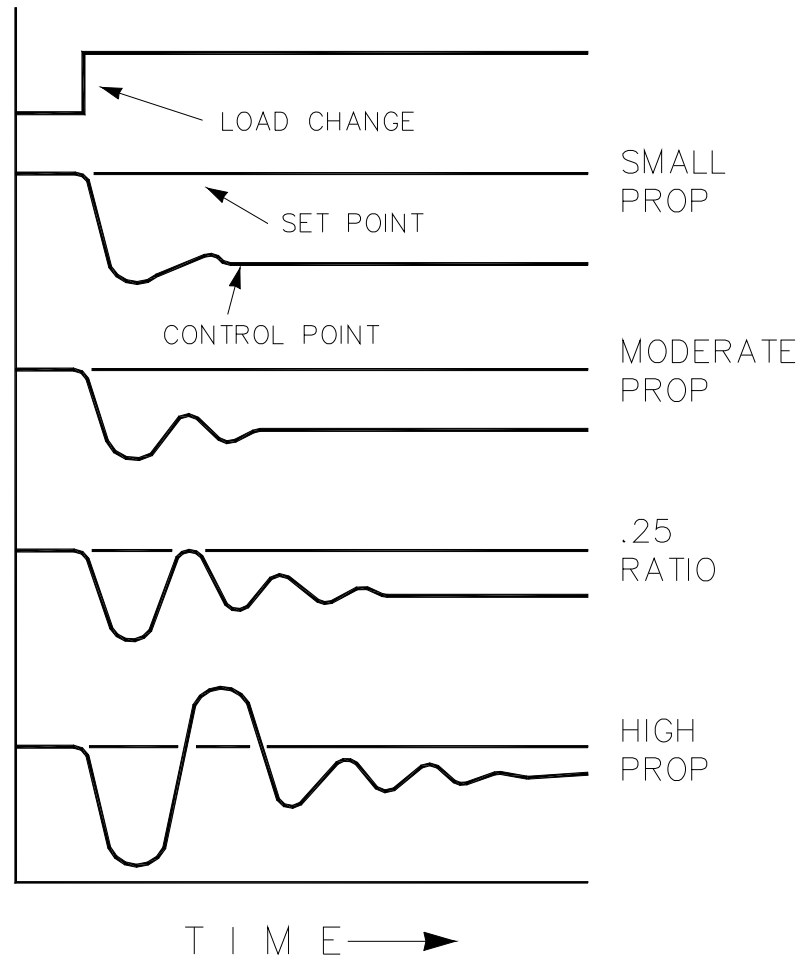 LOAD CHANGE
SMALL
PROP
SET POINT
CONTROL POINT
MODERATE
PROP
.25
RATIO
HIGH
PROP
TIME